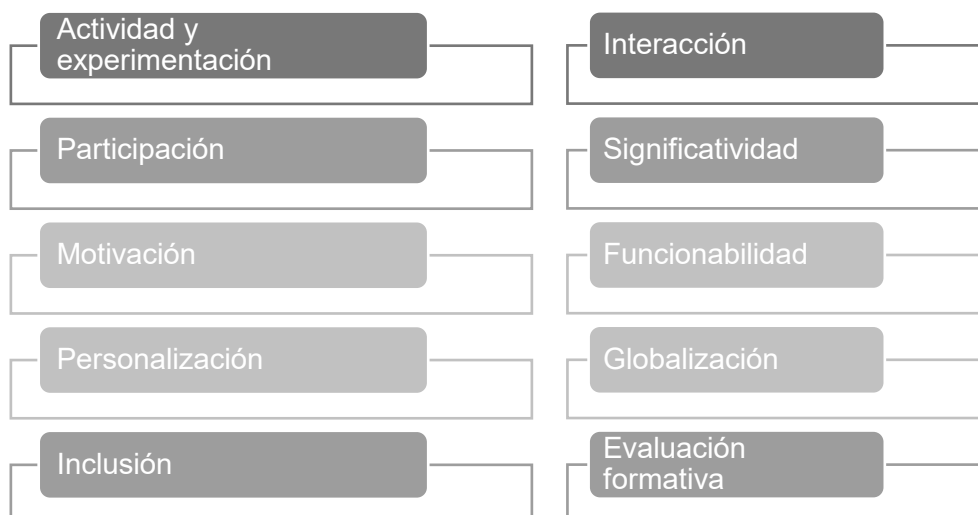 Actividad y
experimentación
Interacción
Participación
Significatividad
Motivación
Funcionabilidad
Personalización
Globalización
Inclusión
Evaluación
formativa